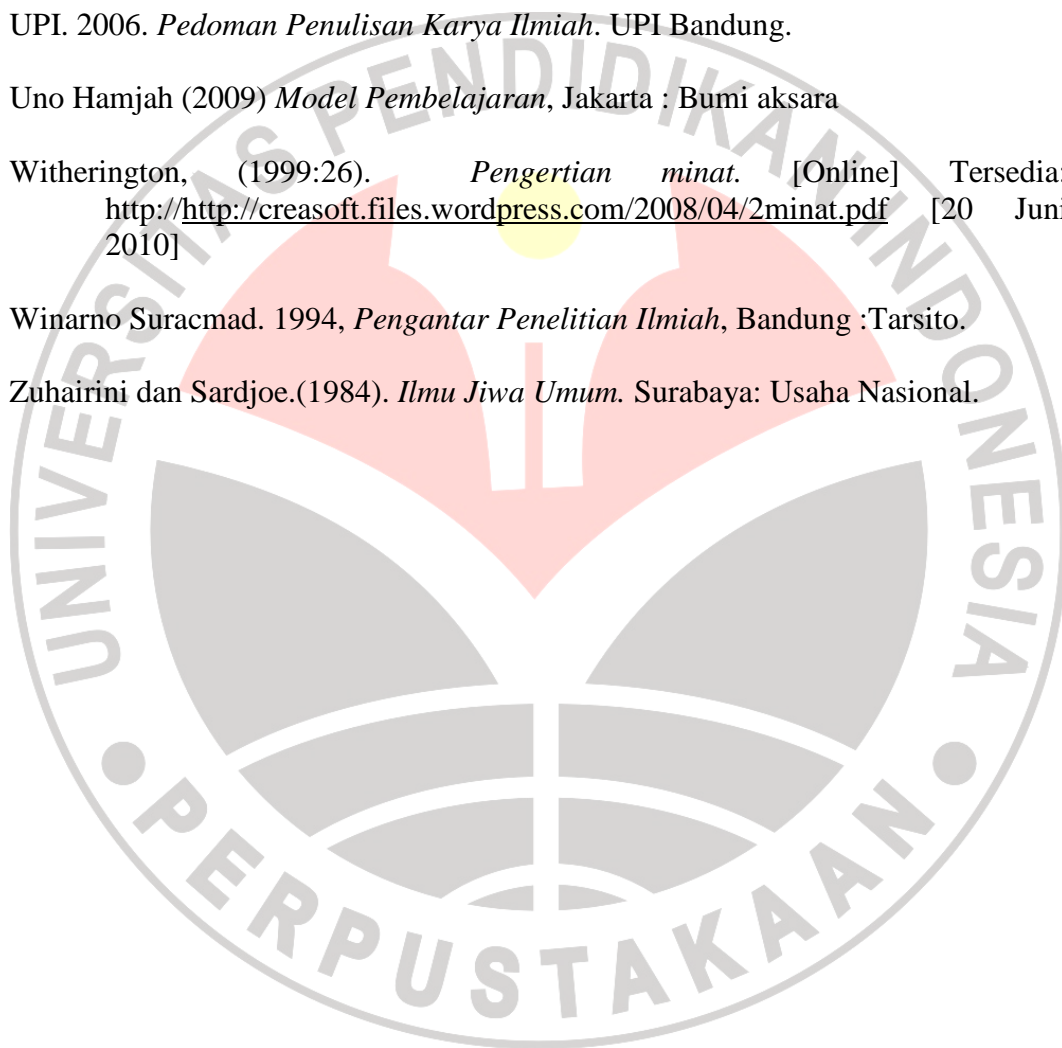 UPI. 2006. Pedoman Penulisan Karya Ilmiah. UPI Bandung.
Uno Hamjah (2009) Model Pembelajaran, Jakarta : Bumi aksara
Witherington, (1999:26). Pengertian minat. [Online] Tersedia:
http://http://creasoft.files.wordpress.com/2008/04/2minat.pdf [20 Juni
2010]
Winarno Suracmad. 1994, Pengantar Penelitian Ilmiah, Bandung :Tarsito.
Zuhairini dan Sardjoe.(1984). Ilmu Jiwa Umum. Surabaya: Usaha Nasional.
UNIVERSITAS PENDIDIKAN INDONESIA
PERPUSTAKAAN